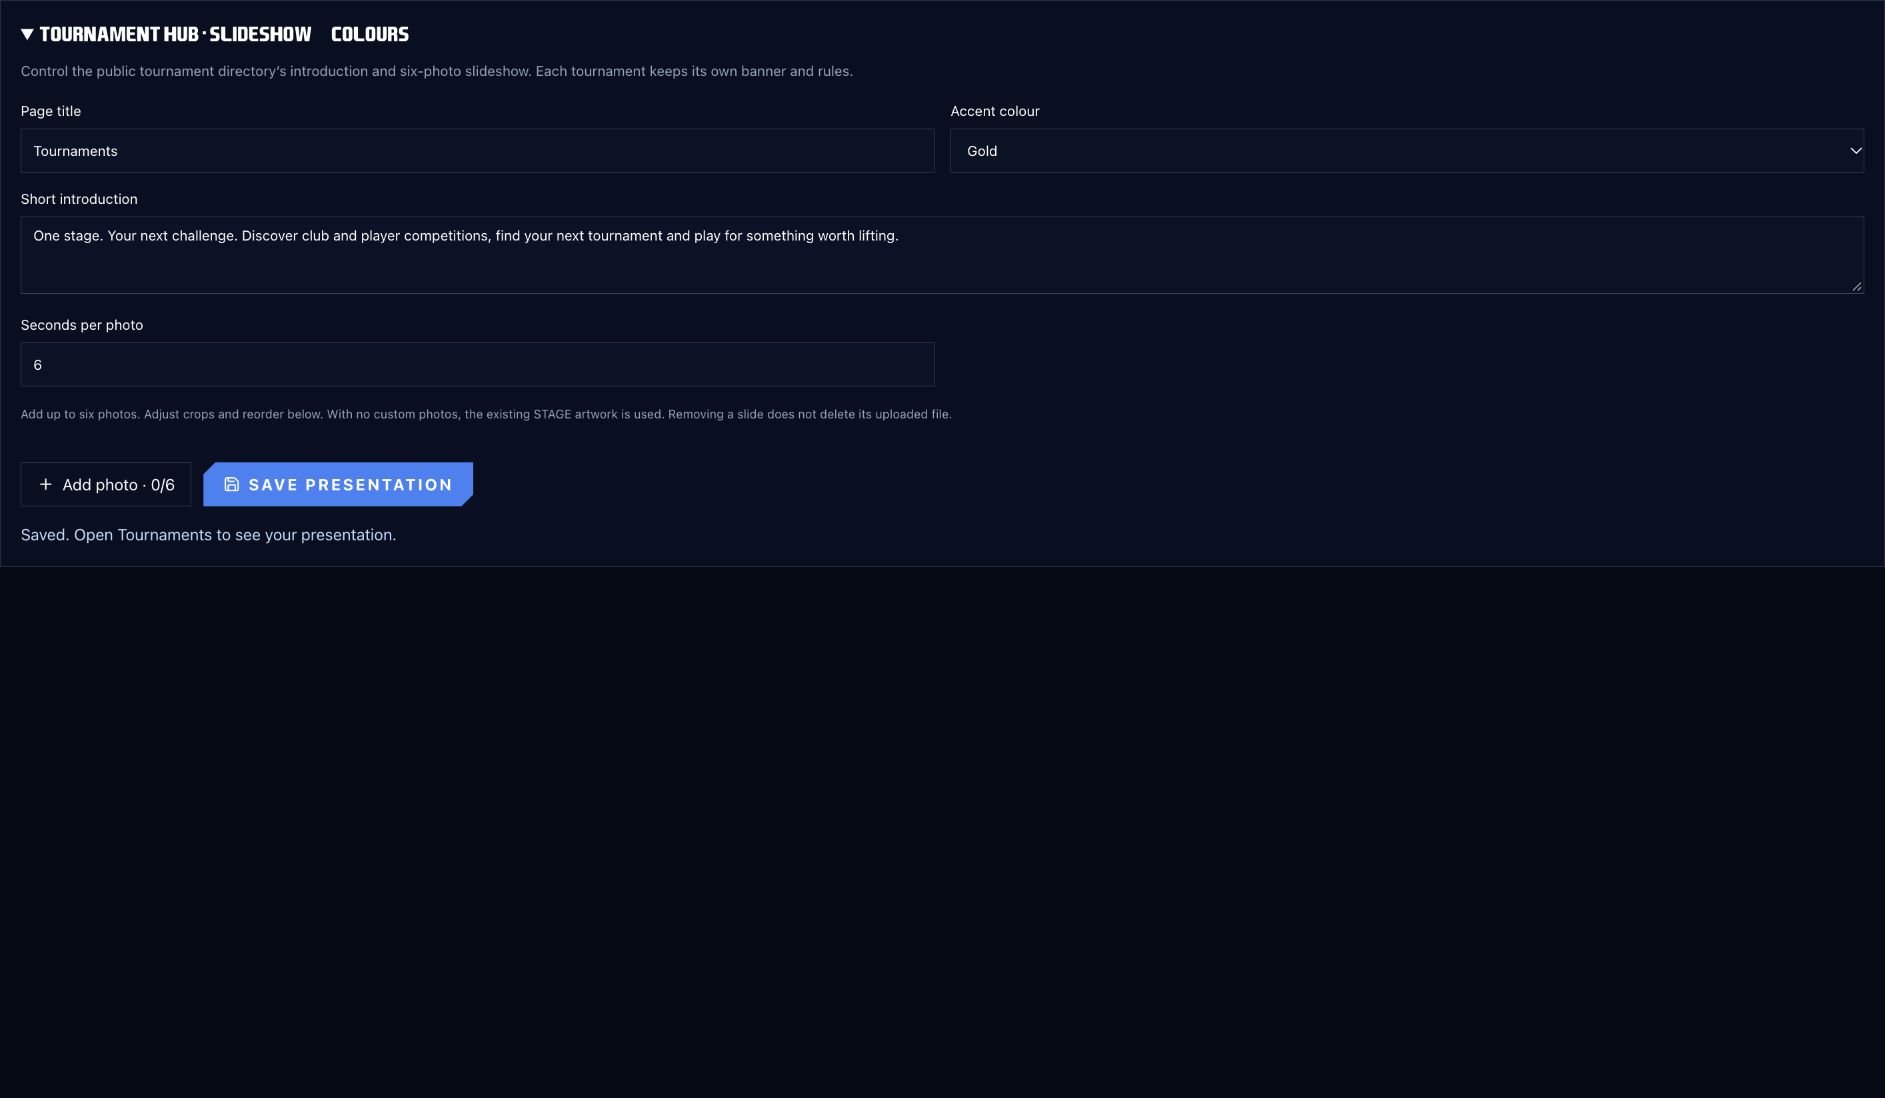 TOURNAMENT HUB · SLIDESHOW COLOURS
Control the public tournament directory's introduction and six-photo slideshow. Each tournament keeps its own banner and rules.
Page title
Accent colour
Tournaments
Gold
Short introduction
One stage. Your next challenge. Discover club and player competitions, find your next tournament and play for something worth lifting.
Seconds per photo
6
Add up to six photos. Adjust crops and reorder below. With no custom photos, the existing STAGE artwork is used. Removing a slide does not delete its uploaded file.
+ Add photo · 0/6
SAVE PRESENTATION
Saved. Open Tournaments to see your presentation.